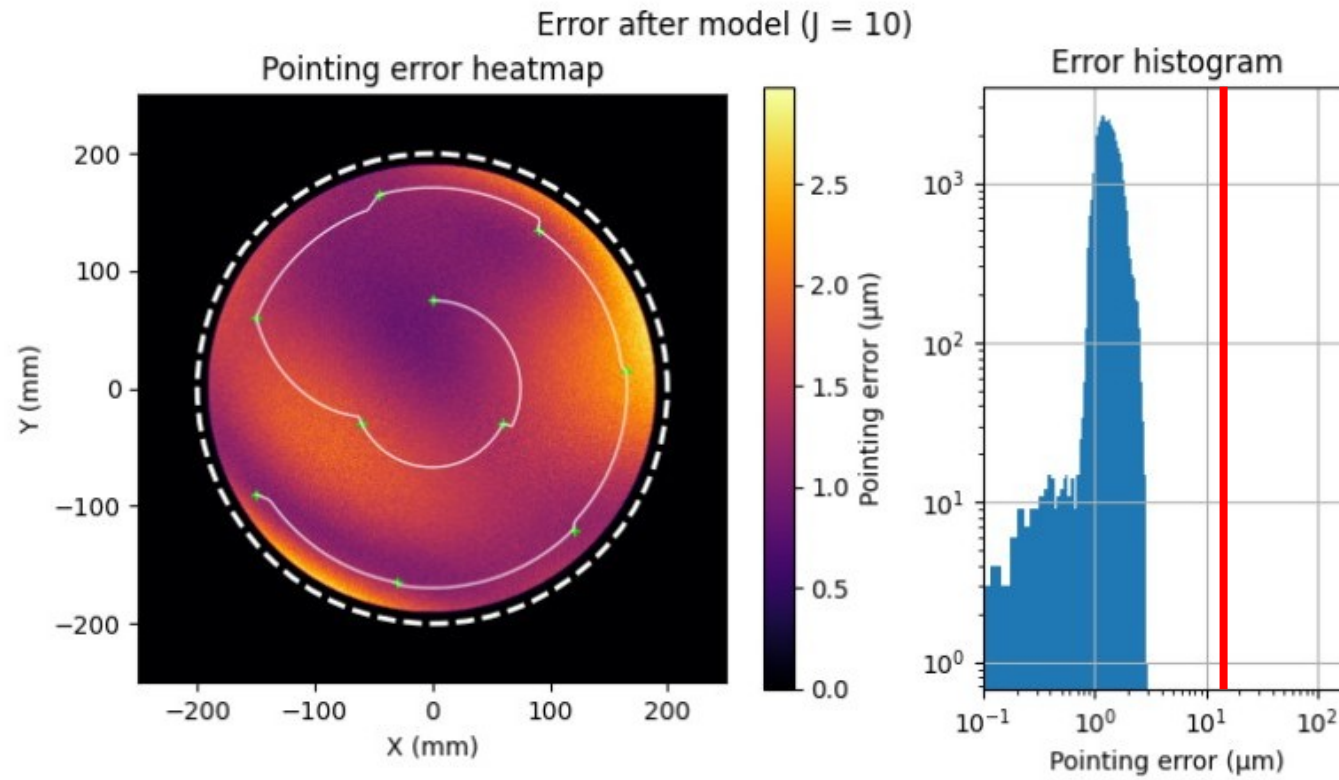 Error after model (J = 10)
Pointing error heatmap
200
100
0
−100
−200
Y (mm)
−200 −100 0 100 200
X (mm)
2.5
2.0
1.5
1.0
0.5
0.0
Pointing error (μm)
Error histogram
10³
10²
10¹
10⁰
10⁻¹ 10⁰ 10¹ 10²
Pointing error (μm)